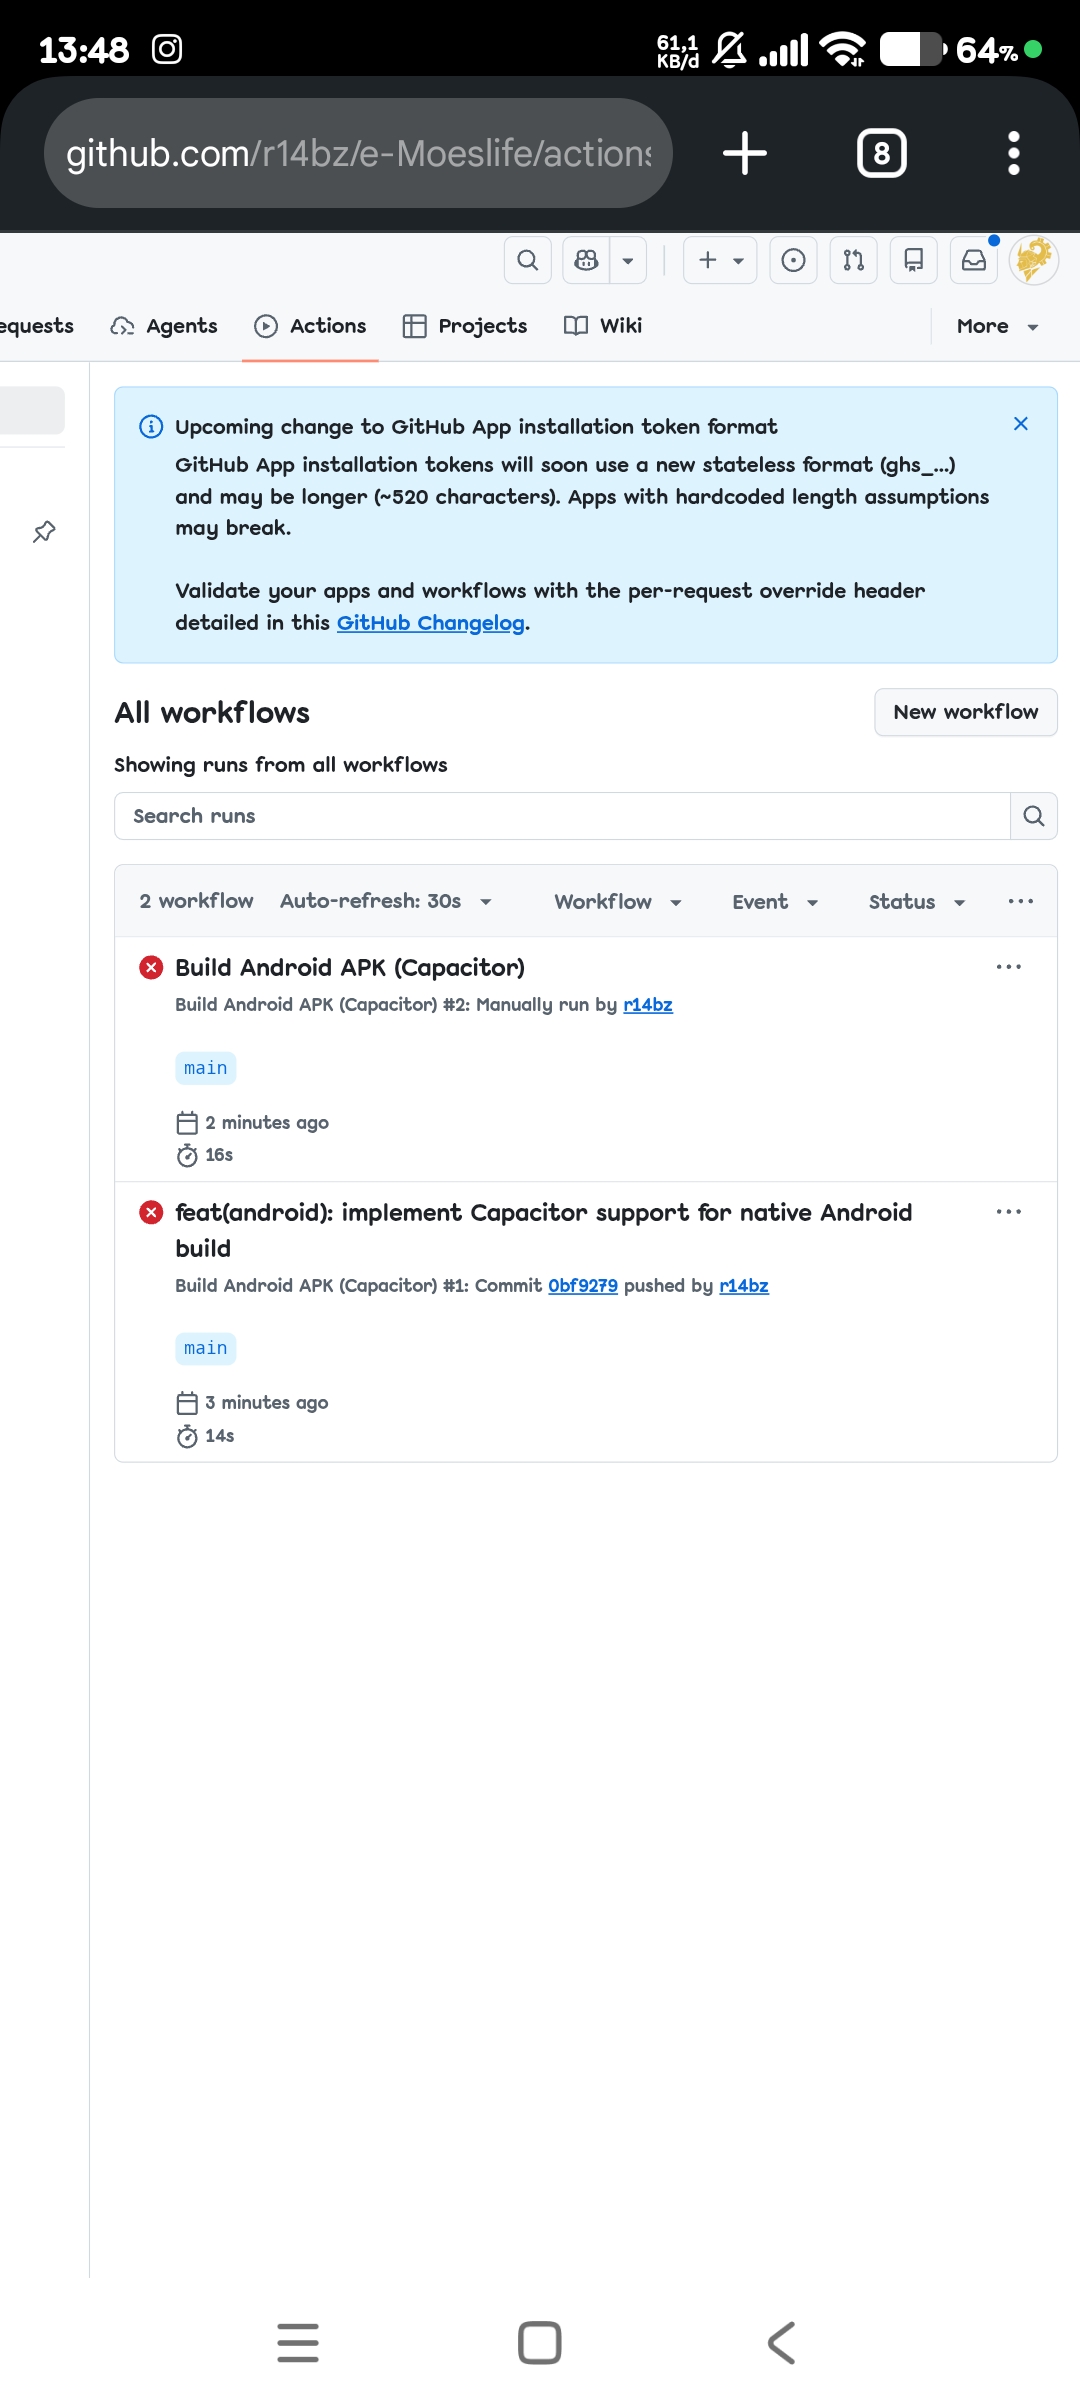 13:48
61,1
KB/d
64%
github.com/r14bz/e-Moeslife/actions
8
equests
Agents
Actions
Projects
Wiki
More
Upcoming change to GitHub App installation token format
GitHub App installation tokens will soon use a new stateless format (ghs_...)
and may be longer (~520 characters). Apps with hardcoded length assumptions
may break.
Validate your apps and workflows with the per-request override header
detailed in this GitHub Changelog.
All workflows
New workflow
Showing runs from all workflows
Search runs
2 workflow
Auto-refresh: 30s
Workflow
Event
Status
Build Android APK (Capacitor)
Build Android APK (Capacitor) #2: Manually run by r14bz
main
2 minutes ago
16s
feat(android): implement Capacitor support for native Android
build
Build Android APK (Capacitor) #1: Commit 0bf9279 pushed by r14bz
main
3 minutes ago
14s